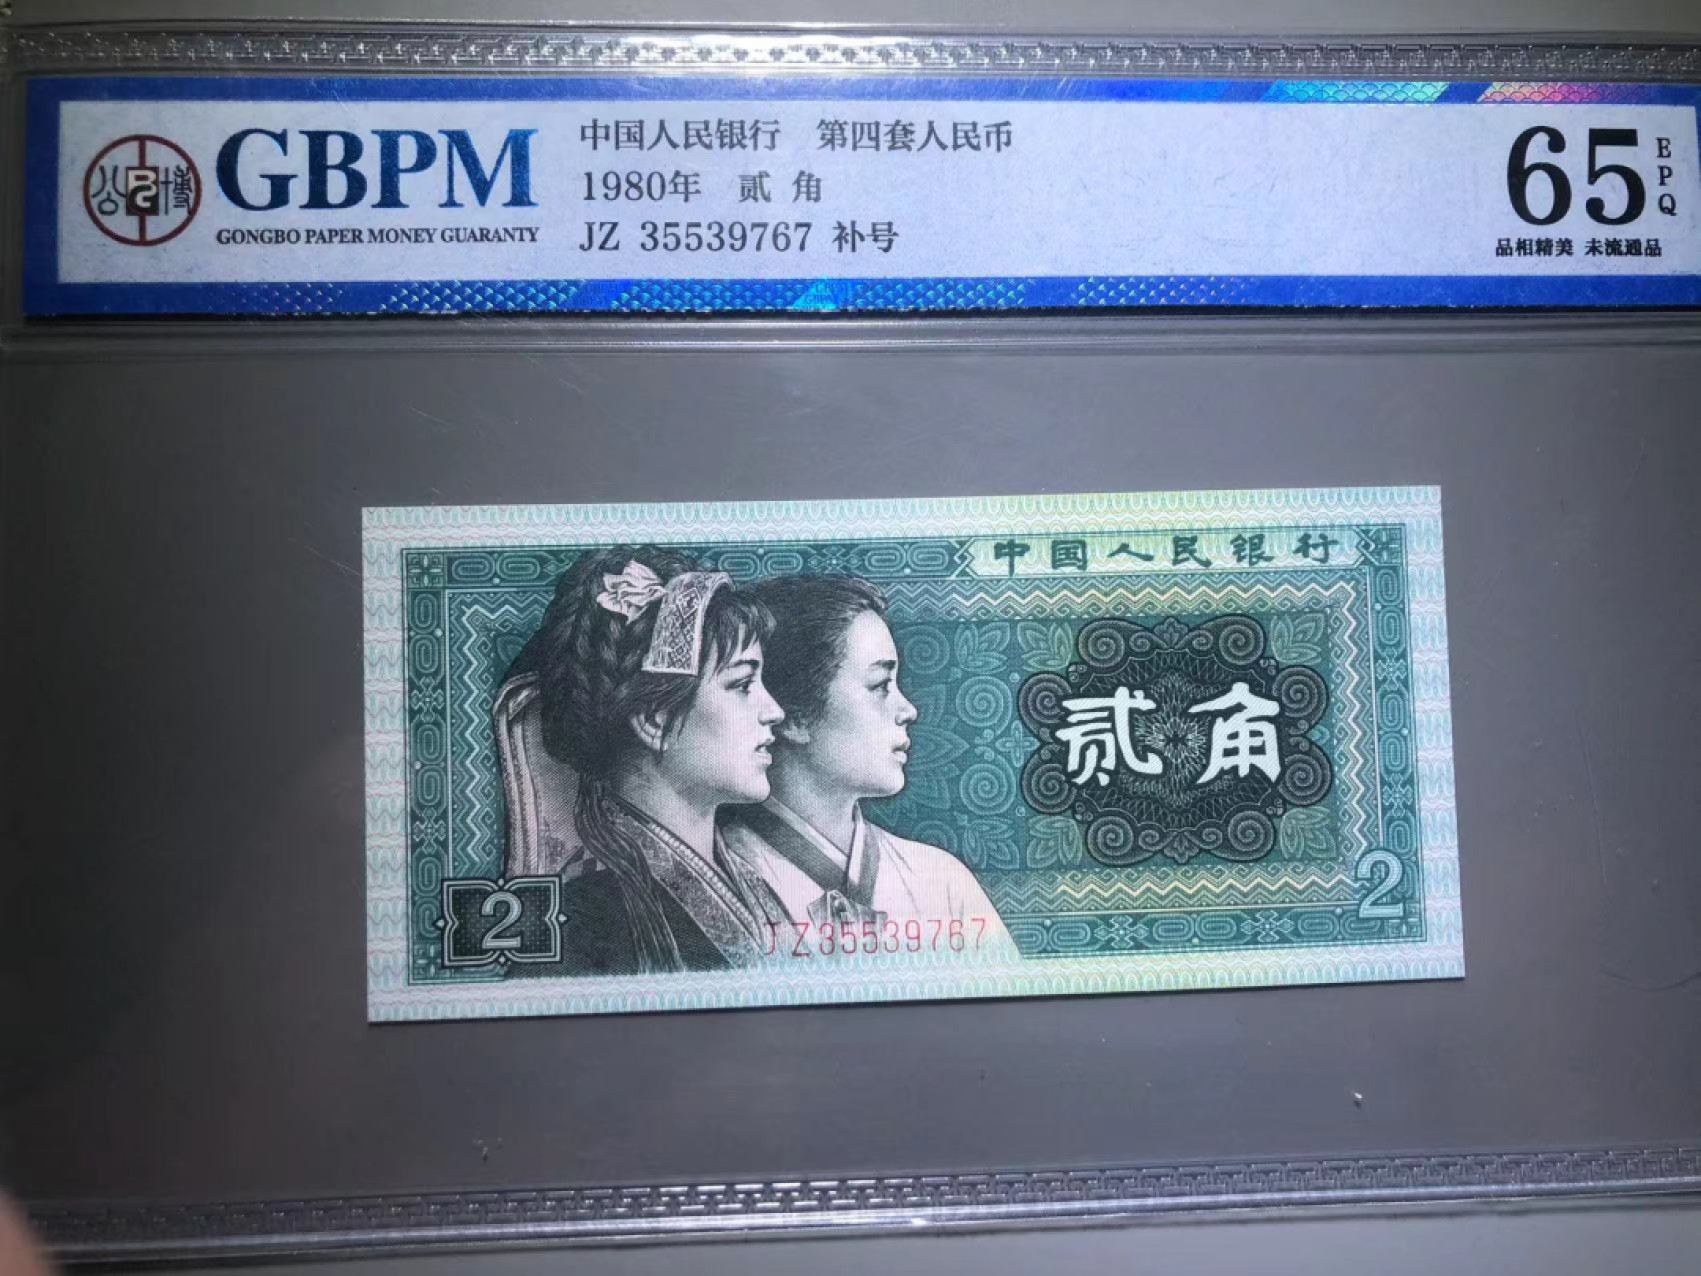 公博
GBPM
GONGBO PAPER MONEY GUARANTY
中国人民银行 第四套人民币
1980年 贰 角
JZ 35539767 补号
65
EPQ
品相精美 未流通品
中国人民银行
贰角
2
2
JZ35539767